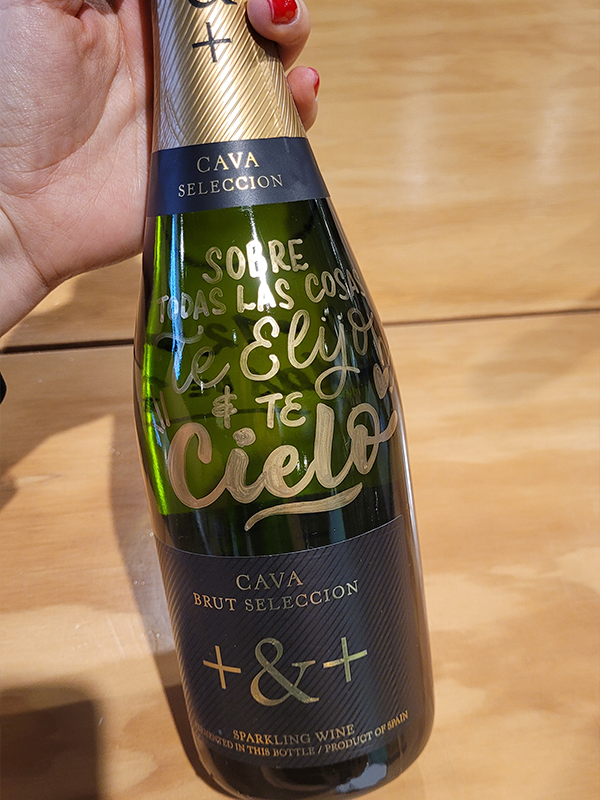 &
+
CAVA
SELECCION
SOBRE
TODAS LAS COSAS
Te Elijo
& TE
Cielo
CAVA
BRUT SELECCION
+&+
SPARKLING WINE
IN THIS BOTTLE / PRODUCT OF SPAIN